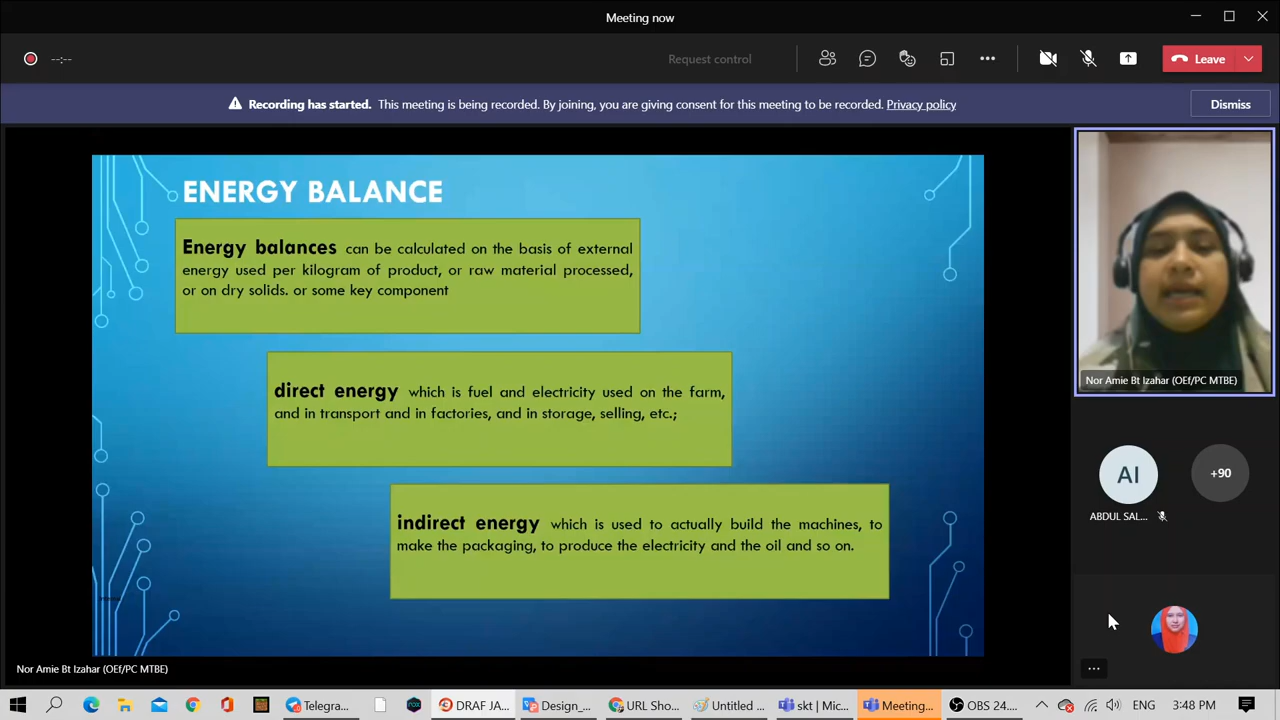 Meeting now
--:--
Request control
Leave
Recording has started. This meeting is being recorded. By joining, you are giving consent for this meeting to be recorded. Privacy policy
Dismiss
ENERGY BALANCE
Energy balances can be calculated on the basis of external
energy used per kilogram of product, or raw material processed,
or on dry solids. or some key component
direct energy which is fuel and electricity used on the farm,
and in transport and in factories, and in storage, selling, etc.;
indirect energy which is used to actually build the machines, to
make the packaging, to produce the electricity and the oil and so on.
Nor Amie Bt Izahar (OEf/PC MTBE)
AI
+90
ABDUL SAL...
Nor Amie Bt Izahar (OEf/PC MTBE)
Telegra...
DRAF JA...
Design_...
URL Sho...
Untitled ...
skt | Mic...
Meeting...
OBS 24....
ENG
3:48 PM